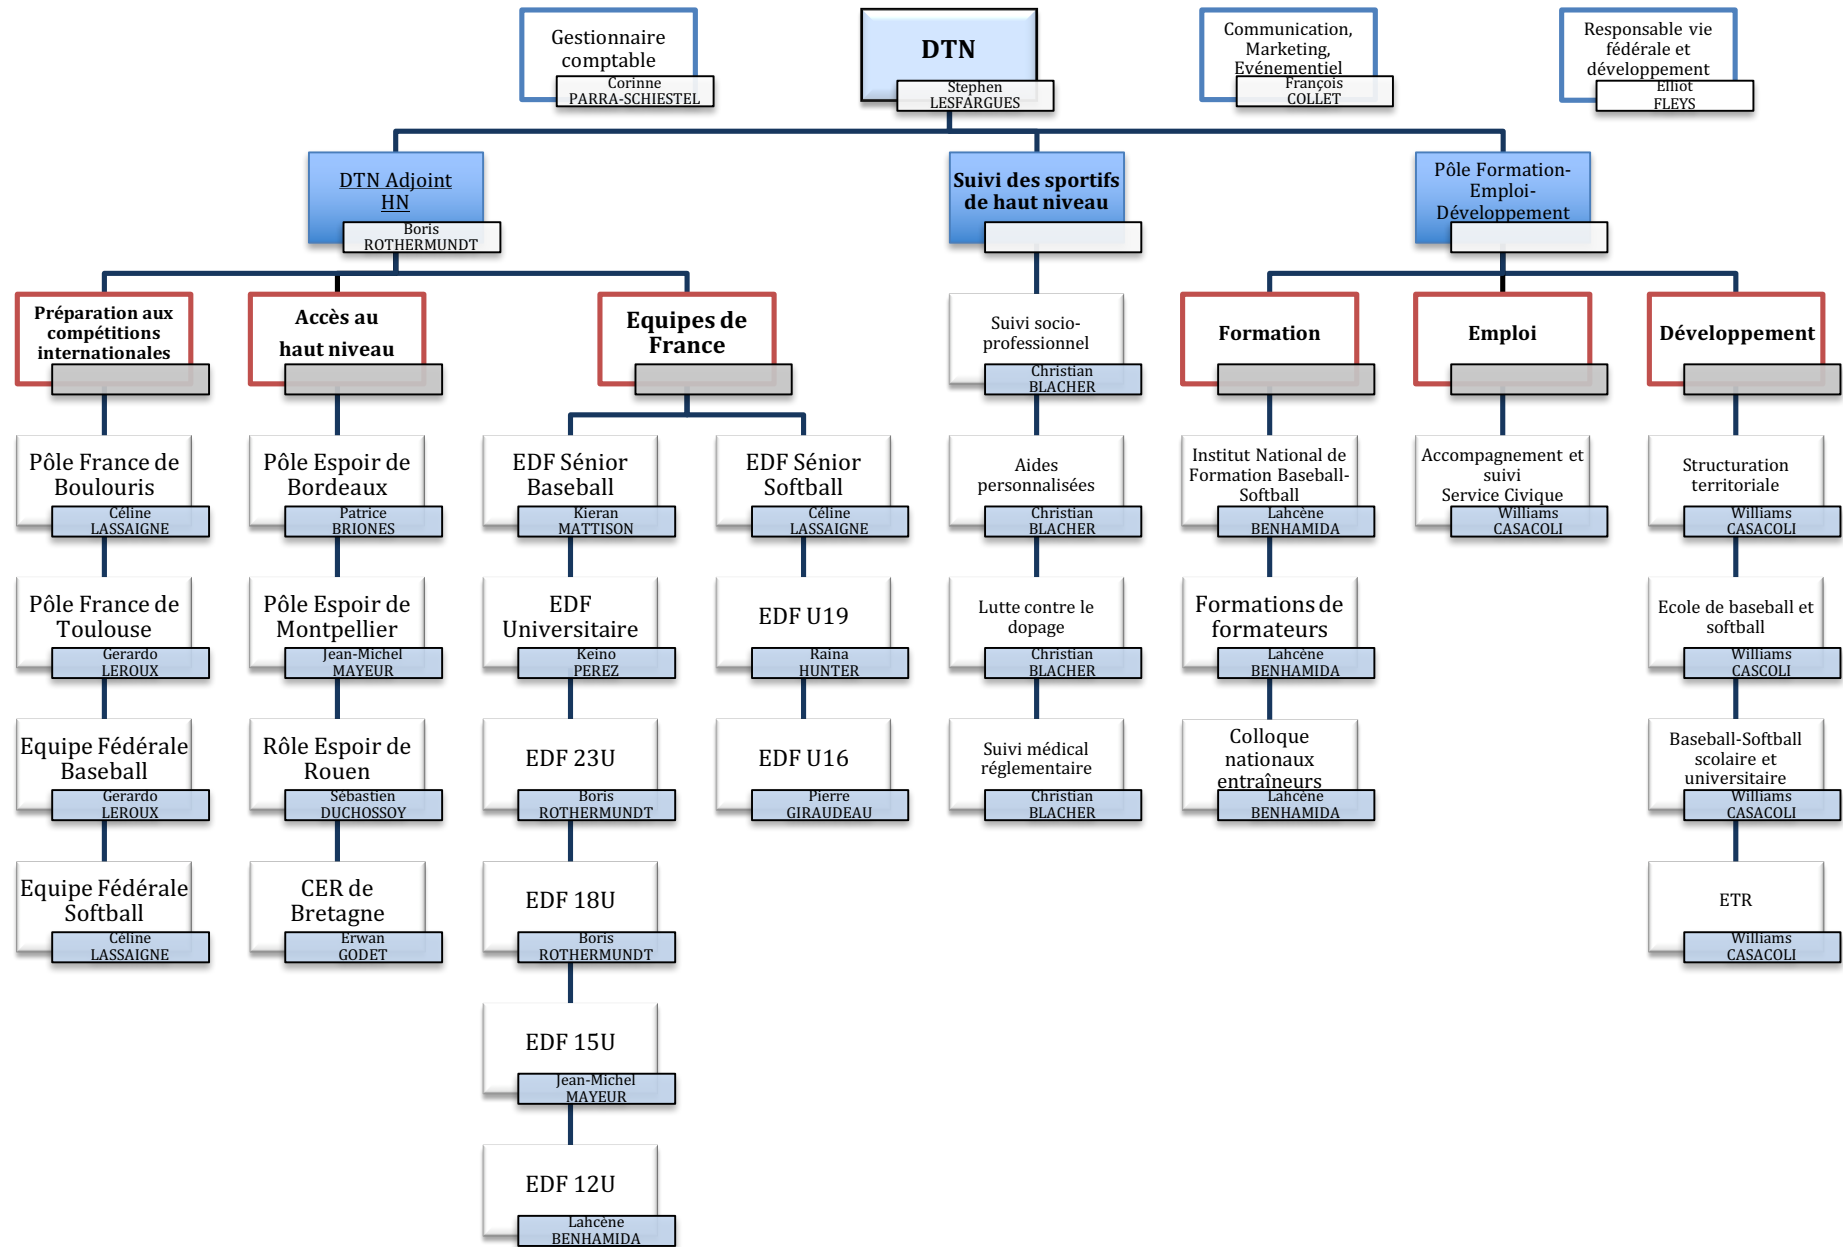 Gestionnaire
comptable
Corinne
PARRA-SCHIESTEL
DTN
Stephen
LESFARGUES
Communication,
Marketing,
Evénementiel
François
COLLET
Responsable vie
fédérale et
développement
Elliot
FLEYS
DTN Adjoint
HN
Boris
ROTHERMUNDT
Suivi des sportifs
de haut niveau
Pôle Formation-
Emploi-
Développement
Préparation aux
compétitions
internationales
Accès au
haut niveau
Equipes de
France
Suivi socio-
professionnel
Christian
BLACHER
Formation
Emploi
Développement
Pôle France de
Boulouris
Céline
LASSAIGNE
Pôle Espoir de
Bordeaux
Patrice
BRIONES
EDF Sénior
Baseball
Kieran
MATTISON
EDF Sénior
Softball
Céline
LASSAIGNE
Aides
personnalisées
Christian
BLACHER
Institut National de
Formation Baseball-
Softball
Lahcène
BENHAMIDA
Accompagnement et
suivi
Service Civique
Williams
CASACOLI
Structuration
territoriale
Williams
CASACOLI
Pôle France de
Toulouse
Gerardo
LEROUX
Pôle Espoir de
Montpellier
Jean-Michel
MAYEUR
EDF
Universitaire
Keino
PEREZ
EDF U19
Raina
HUNTER
Lutte contre le
dopage
Christian
BLACHER
Formations de
formateurs
Lahcène
BENHAMIDA
Ecole de baseball et
softball
Williams
CASCOLI
Equipe Fédérale
Baseball
Gerardo
LEROUX
Rôle Espoir de
Rouen
Sébastien
DUCHOSSOY
EDF 23U
Boris
ROTHERMUNDT
EDF U16
Pierre
GIRAUDEAU
Suivi médical
réglementaire
Christian
BLACHER
Colloque
nationaux
entraîneurs
Lahcène
BENHAMIDA
Baseball-Softball
scolaire et
universitaire
Williams
CASACOLI
Equipe Fédérale
Softball
Céline
LASSAIGNE
CER de
Bretagne
Erwan
GODET
EDF 18U
Boris
ROTHERMUNDT
ETR
Williams
CASACOLI
EDF 15U
Jean-Michel
MAYEUR
EDF 12U
Lahcène
BENHAMIDA